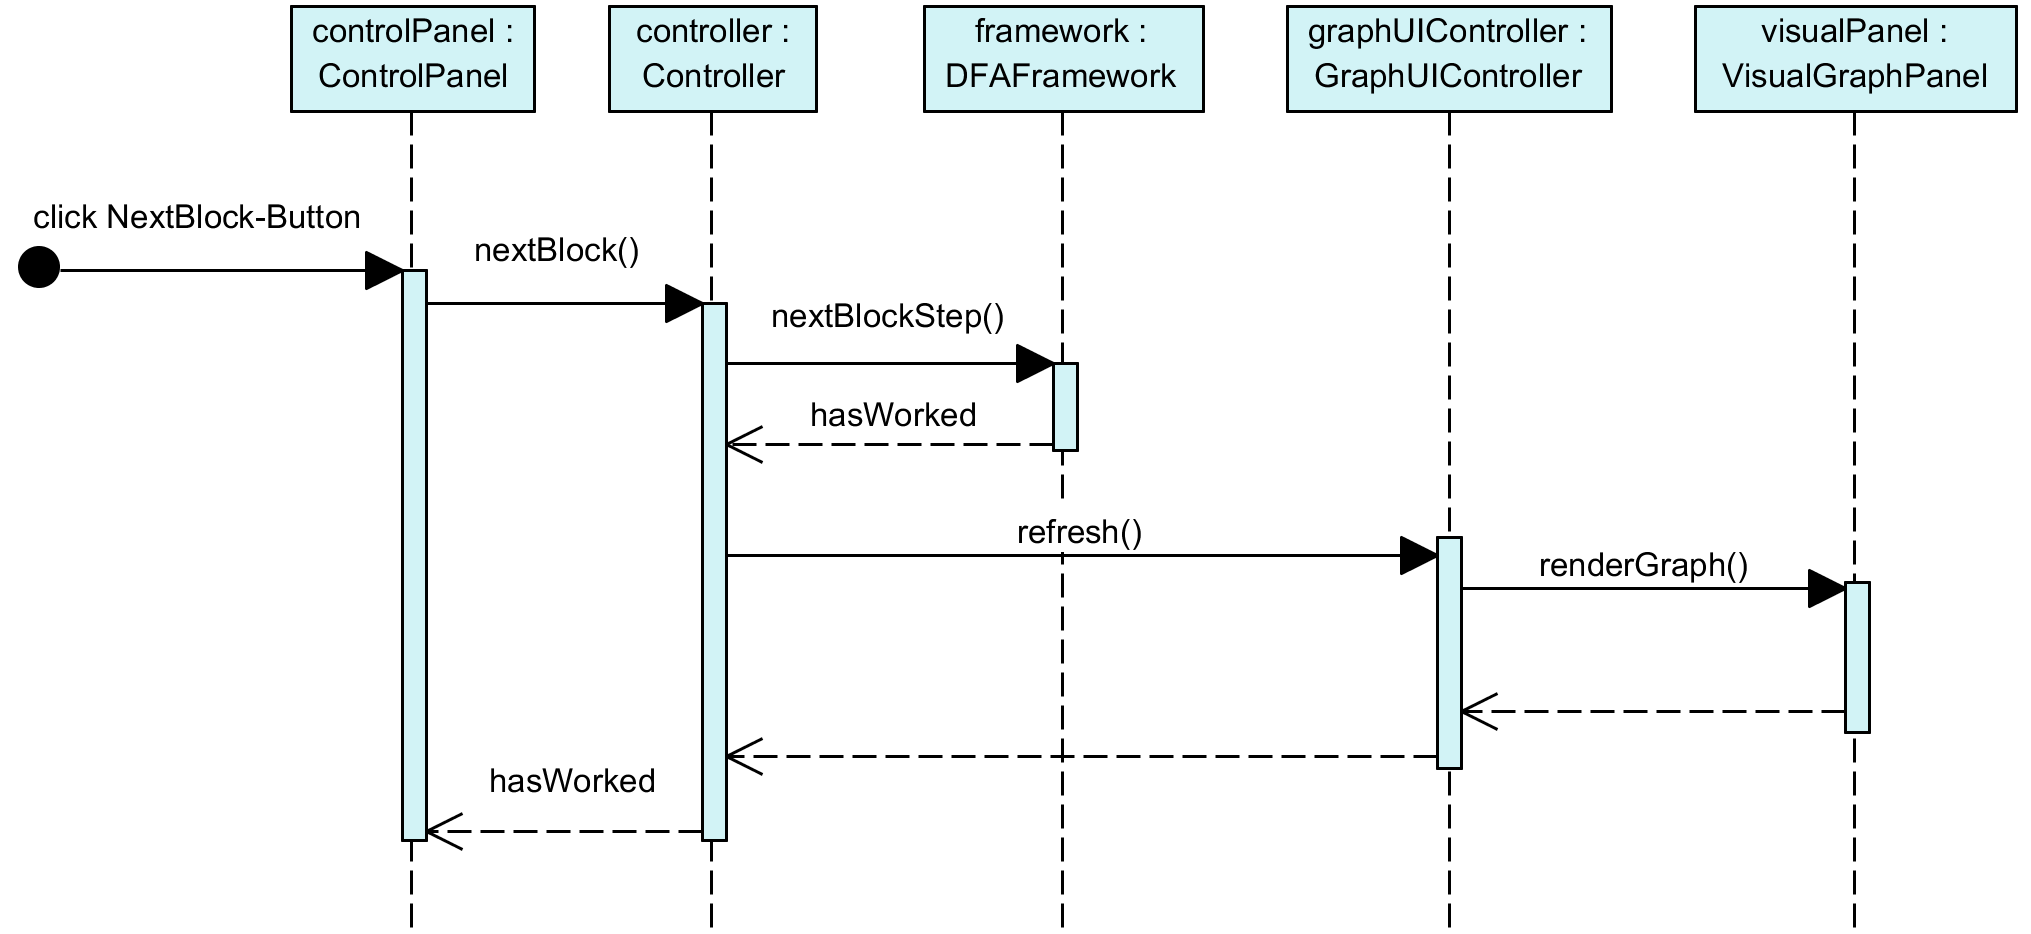 controlPanel :
ControlPanel
controller :
Controller
framework :
DFAFramework
graphUIController :
GraphUIController
visualPanel :
VisualGraphPanel
click NextBlock-Button
nextBlock()
nextBlockStep()
hasWorked
refresh()
renderGraph()
hasWorked